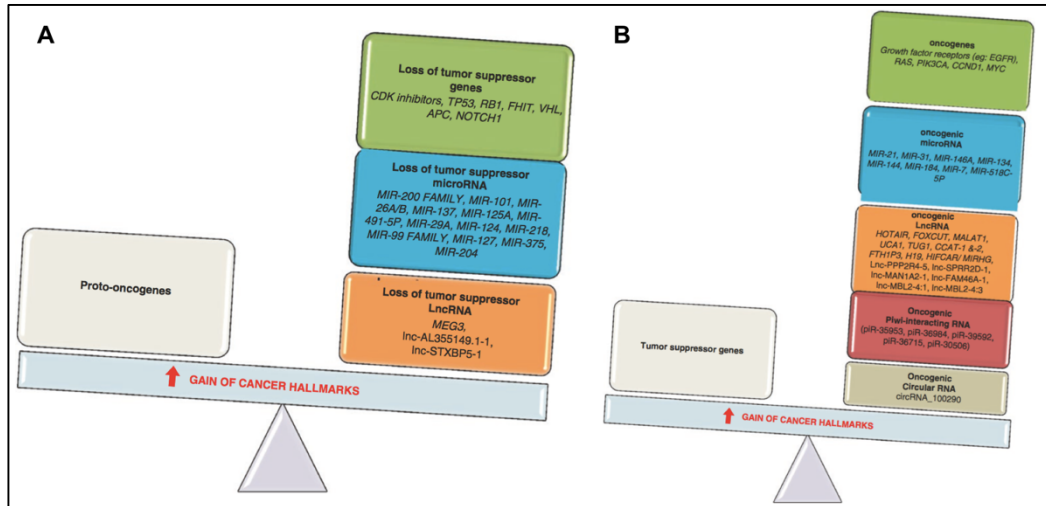 A
Loss of tumor suppressor
genes
CDK inhibitors, TP53, RB1, FHIT, VHL,
APC, NOTCH1
Loss of tumor suppressor
microRNA
MIR-200 FAMILY, MIR-101, MIR-
26A/B, MIR-137, MIR-125A, MIR-
491-5P, MIR-29A, MIR-124, MIR-218,
MIR-99 FAMILY, MIR-127, MIR-375,
MIR-204
Loss of tumor suppressor
LncRNA
MEG3,
lnc-AL355149.1-1,
lnc-STXBP5-1
Proto-oncogenes
GAIN OF CANCER HALLMARKS
B
oncogenes
Growth factor receptors (eg: EGFR),
RAS, PIK3CA, CCND1, MYC
oncogenic
microRNA
MIR-21, MIR-31, MIR-146A, MIR-134,
MIR-144, MIR-184, MIR-7, MIR-518C-
5P
oncogenic
LncRNA
HOTAIR, FOXCUT, MALAT1,
UCA1, TUG1, CCAT-1 &-2,
FTH1P3, H19, HIFCAR/ MIRHG,
Lnc-PPP2R4-5, lnc-SPRR2D-1,
lnc-MAN1A2-1, lnc-FAM46A-1,
lnc-MBL2-4:1, lnc-MBL2-4:3
Oncogenic
Piwi-interacting RNA
(piR-35953, piR-36984, piR-39592,
piR-36715, piR-30506)
Oncogenic
Circular RNA
circRNA_100290
Tumor suppressor genes
GAIN OF CANCER HALLMARKS